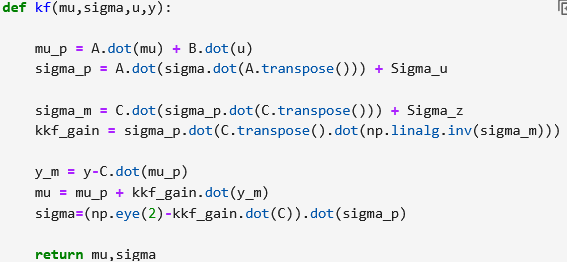 def kf(mu,sigma,u,y):
mu_p = A.dot(mu) + B.dot(u)
sigma_p = A.dot(sigma.dot(A.transpose())) + Sigma_u
sigma_m = C.dot(sigma_p.dot(C.transpose())) + Sigma_z
kkf_gain = sigma_p.dot(C.transpose().dot(np.linalg.inv(sigma_m)))
y_m = y-C.dot(mu_p)
mu = mu_p + kkf_gain.dot(y_m)
sigma=(np.eye(2)-kkf_gain.dot(C)).dot(sigma_p)
return mu,sigma